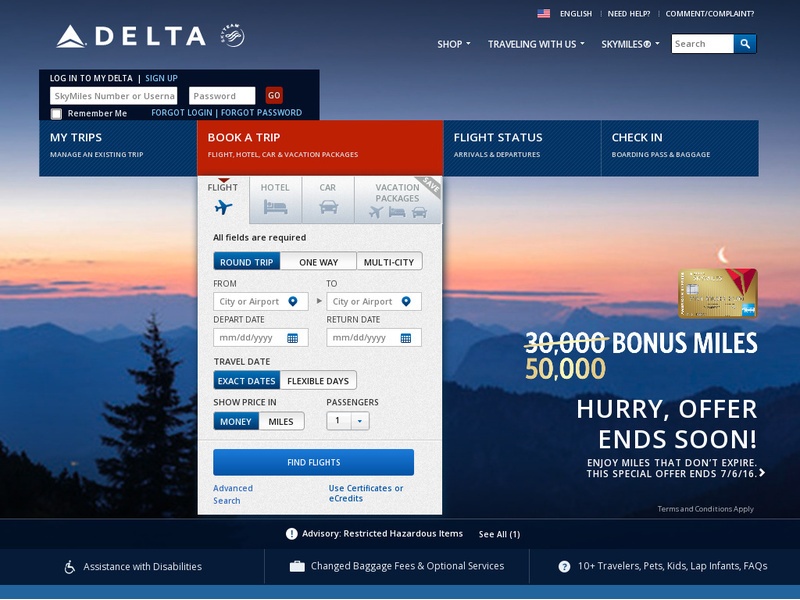 ENGLISH | NEED HELP? | COMMENT/COMPLAINT?
DELTA
SHOP TRAVELING WITH US SKYMILES® Search
LOG IN TO MY DELTA | SIGN UP
SkyMiles Number or Userna Password GO
Remember Me FORGOT LOGIN | FORGOT PASSWORD
MY TRIPS
MANAGE AN EXISTING TRIP
BOOK A TRIP
FLIGHT, HOTEL, CAR & VACATION PACKAGES
FLIGHT STATUS
ARRIVALS & DEPARTURES
CHECK IN
BOARDING PASS & BAGGAGE
FLIGHT HOTEL CAR VACATION
PACKAGES
SAVE
All fields are required
ROUND TRIP ONE WAY MULTI-CITY
FROM TO
City or Airport City or Airport
DEPART DATE RETURN DATE
mm/dd/yyyy mm/dd/yyyy
TRAVEL DATE
EXACT DATES FLEXIBLE DAYS
SHOW PRICE IN PASSENGERS
MONEY MILES 1
FIND FLIGHTS
Advanced
Search
Use Certificates or
eCredits
30,000 BONUS MILES
50,000
HURRY, OFFER
ENDS SOON!
ENJOY MILES THAT DON'T EXPIRE.
THIS SPECIAL OFFER ENDS 7/6/16.
Terms and Conditions Apply
Advisory: Restricted Hazardous Items See All (1)
Assistance with Disabilities
Changed Baggage Fees & Optional Services
10+ Travelers, Pets, Kids, Lap Infants, FAQs